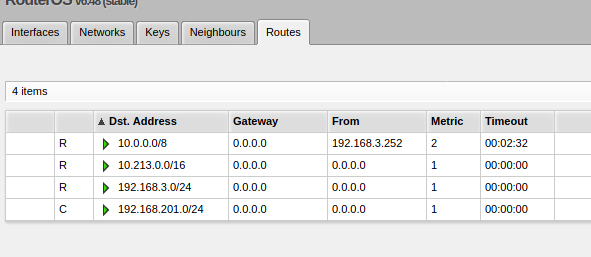 RouterOS v6.48 (stable)
Interfaces Networks Keys Neighbours Routes
4 items
Dst. Address Gateway From Metric Timeout
R 10.0.0.0/8 0.0.0.0 192.168.3.252 2 00:02:32
R 10.213.0.0/16 0.0.0.0 0.0.0.0 1 00:00:00
R 192.168.3.0/24 0.0.0.0 0.0.0.0 1 00:00:00
C 192.168.201.0/24 0.0.0.0 0.0.0.0 1 00:00:00